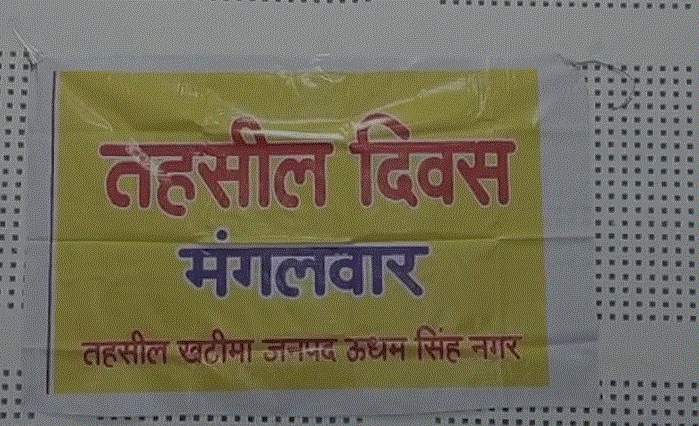 तहसील दिवस
मंगलवार
तहसील खटीमा जनपद ऊधम सिंह नगर